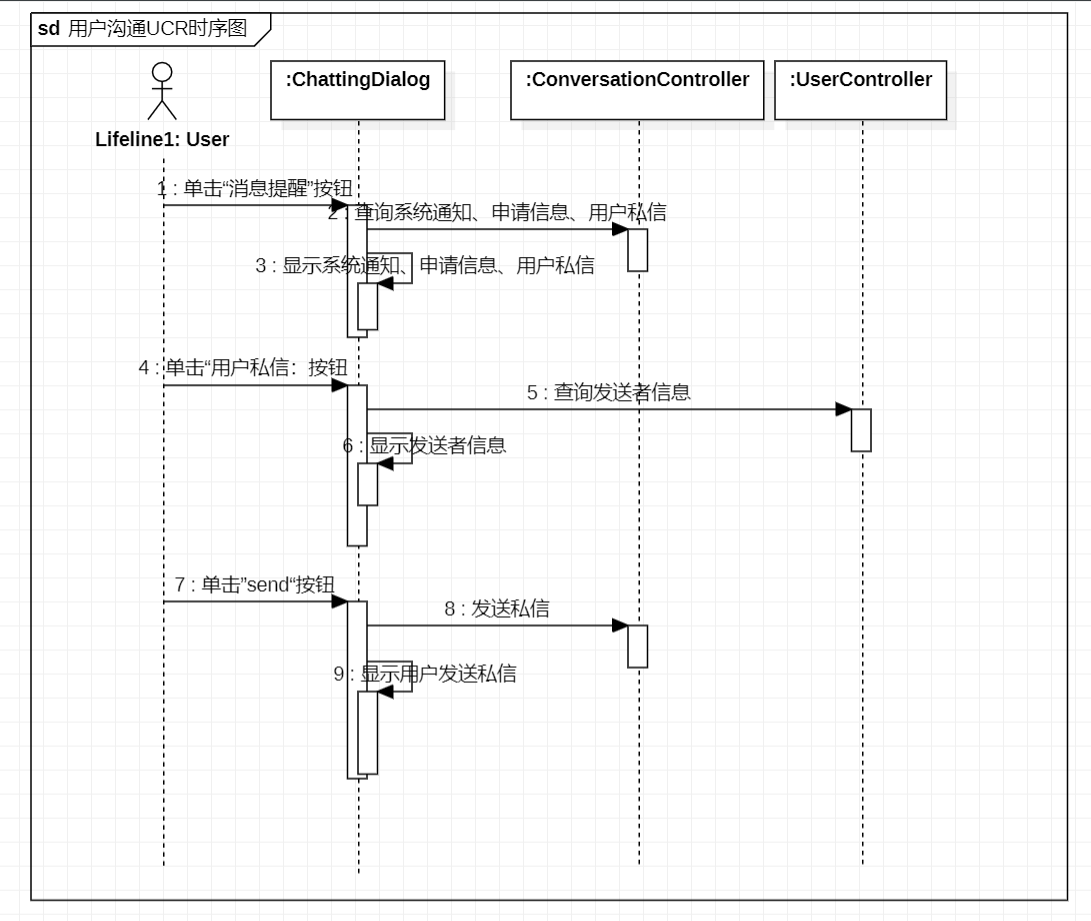 sd 用户沟通UCR时序图
:ChattingDialog
:ConversationController
:UserController
Lifeline1: User
1 : 单击“消息提醒”按钮
2 : 查询系统通知、申请信息、用户私信
3 : 显示系统通知、申请信息、用户私信
4 : 单击“用户私信：按钮
5 : 查询发送者信息
6 : 显示发送者信息
7 : 单击”send“按钮
8 : 发送私信
9 : 显示用户发送私信